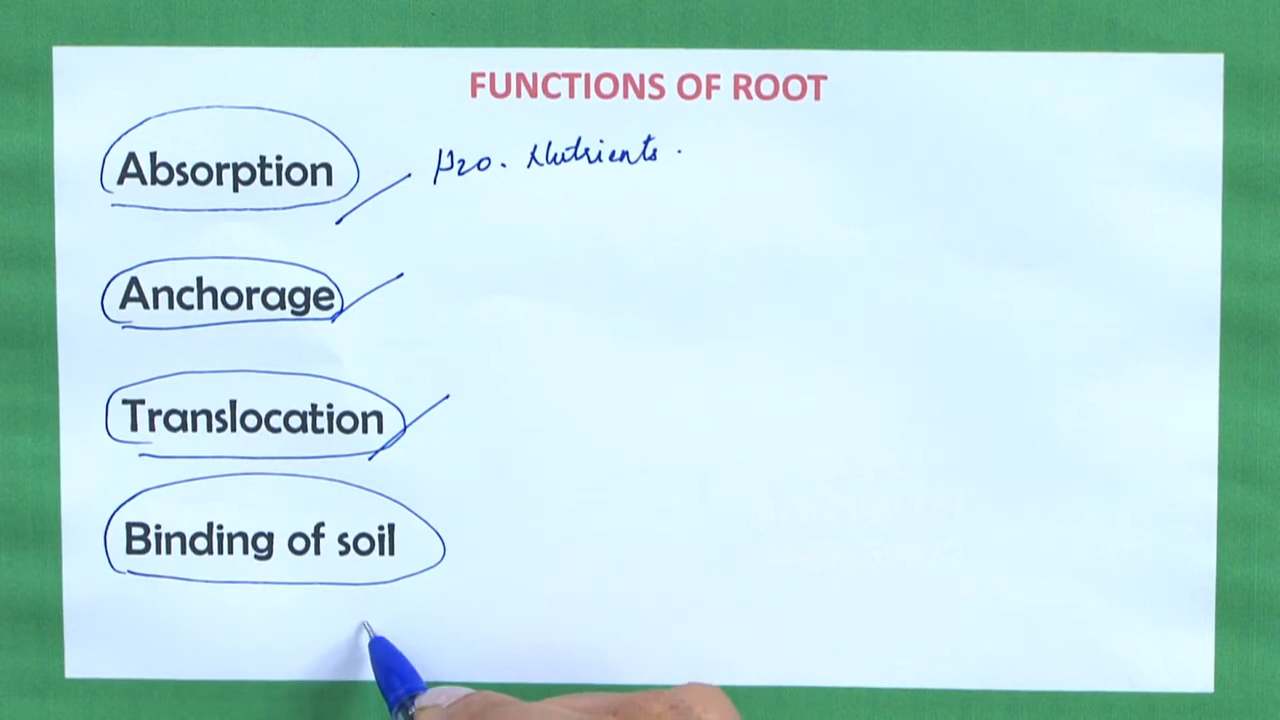 FUNCTIONS OF ROOT
Absorption H2O. Nutrients.
Anchorage
Translocation
Binding of soil